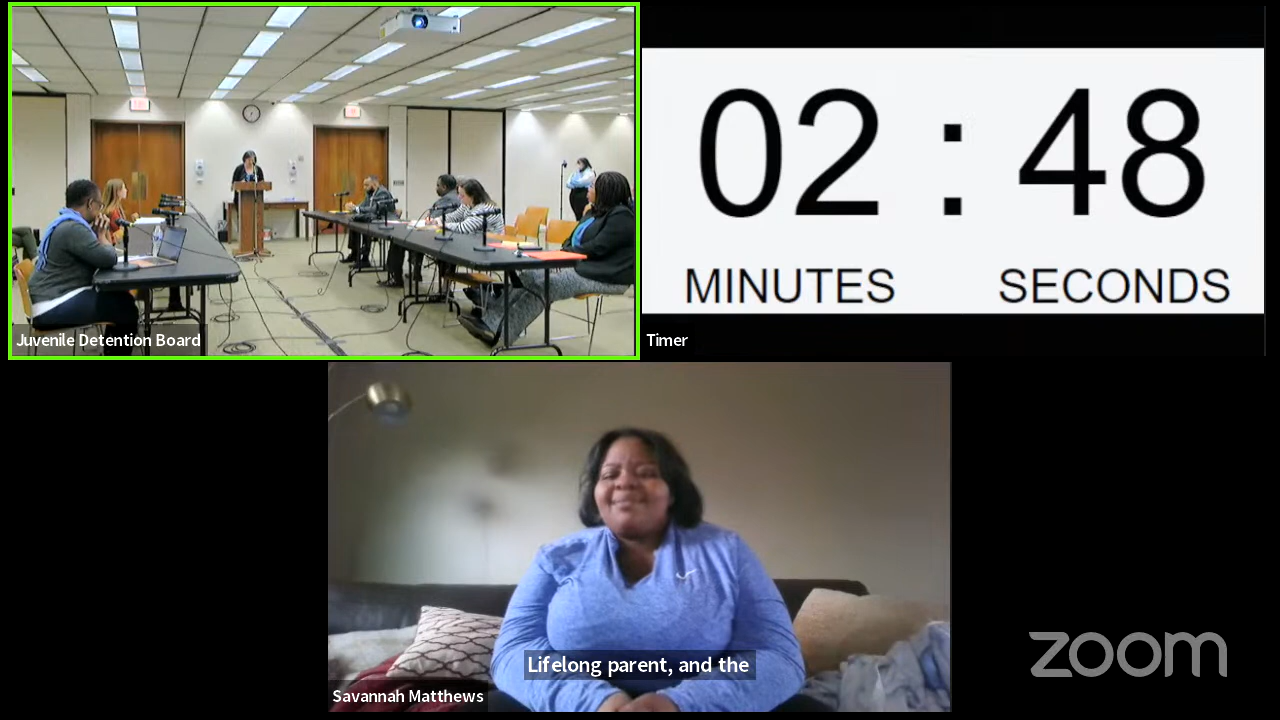 Juvenile Detention Board
02 : 48
MINUTES SECONDS
Timer
Lifelong parent, and the
Savannah Matthews
zoom